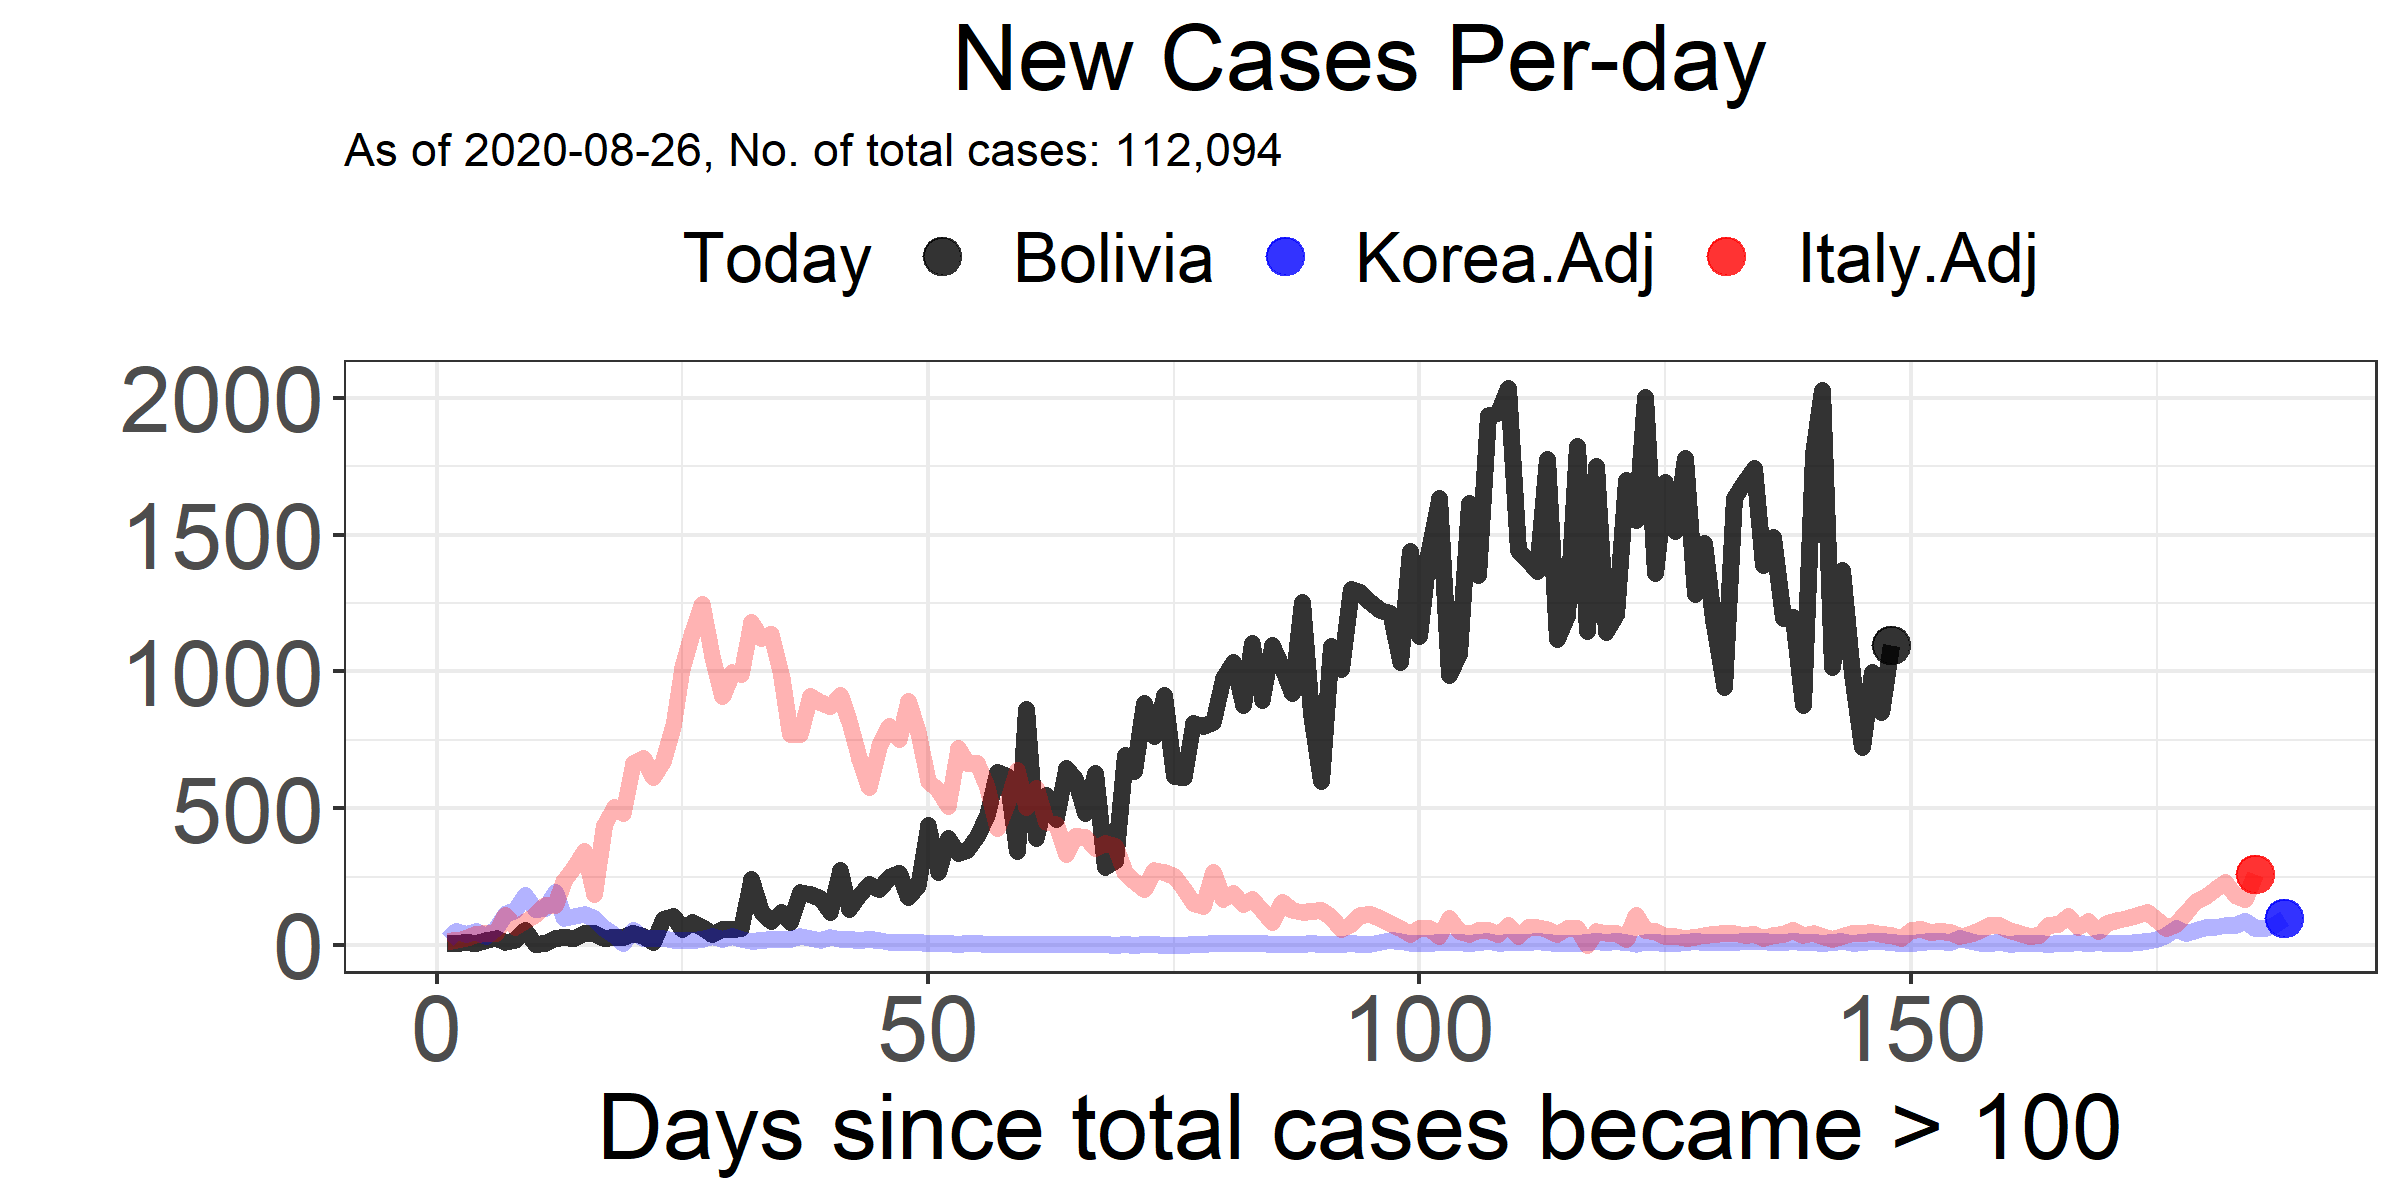 New Cases Per-day
As of 2020-08-26, No. of total cases: 112,094
Today Bolivia Korea.Adj Italy.Adj
2000
1500
1000
500
0
0 50 100 150
Days since total cases became > 100